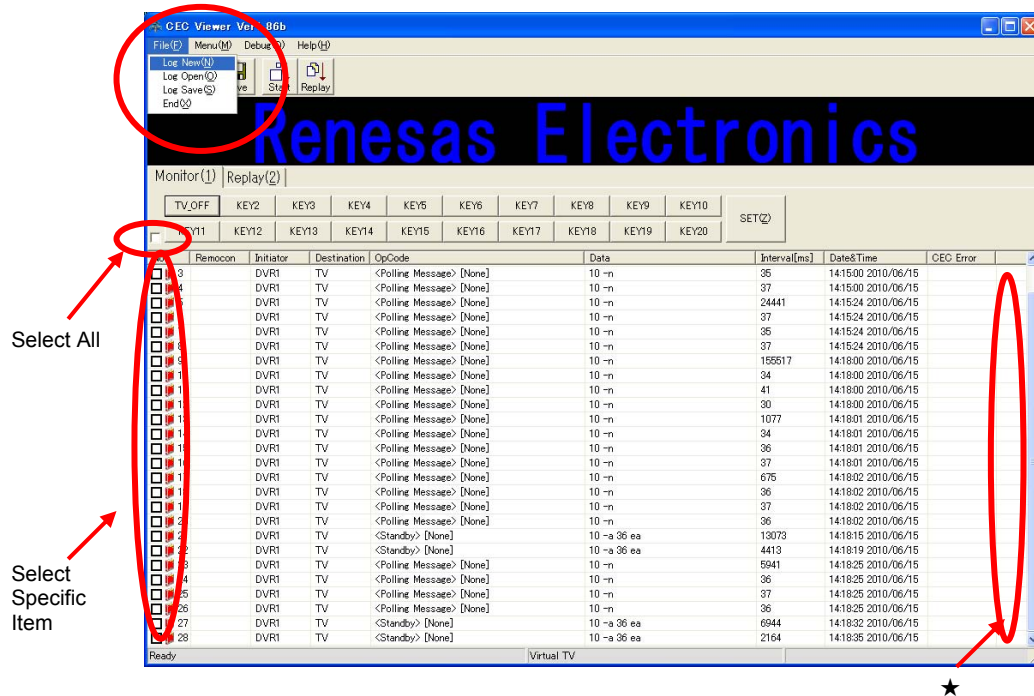 CEC Viewer Ver1.86b
File(F) Menu(M) Debug(D) Help(H)
Log New(N)
Log Open(O)
Log Save(S)
End(X)
Start Replay
Renesas Electronics
Monitor(1) Replay(2)
TV_OFF KEY2 KEY3 KEY4 KEY5 KEY6 KEY7 KEY8 KEY9 KEY10
SET(Z)
KEY11 KEY12 KEY13 KEY14 KEY15 KEY16 KEY17 KEY18 KEY19 KEY20
No Remocon Initiator Destination OpCode Data Interval[ms] Date&Time CEC Error
3 DVR1 TV <Polling Message> [None] 10 -n 35 14:15:00 2010/06/15
4 DVR1 TV <Polling Message> [None] 10 -n 37 14:15:00 2010/06/15
5 DVR1 TV <Polling Message> [None] 10 -n 24441 14:15:24 2010/06/15
DVR1 TV <Polling Message> [None] 10 -n 37 14:15:24 2010/06/15
DVR1 TV <Polling Message> [None] 10 -n 35 14:15:24 2010/06/15
8 DVR1 TV <Polling Message> [None] 10 -n 37 14:15:24 2010/06/15
9 DVR1 TV <Polling Message> [None] 10 -n 155517 14:18:00 2010/06/15
DVR1 TV <Polling Message> [None] 10 -n 34 14:18:00 2010/06/15
DVR1 TV <Polling Message> [None] 10 -n 41 14:18:00 2010/06/15
12 DVR1 TV <Polling Message> [None] 10 -n 30 14:18:00 2010/06/15
13 DVR1 TV <Polling Message> [None] 10 -n 1077 14:18:01 2010/06/15
14 DVR1 TV <Polling Message> [None] 10 -n 34 14:18:01 2010/06/15
15 DVR1 TV <Polling Message> [None] 10 -n 36 14:18:01 2010/06/15
16 DVR1 TV <Polling Message> [None] 10 -n 37 14:18:01 2010/06/15
17 DVR1 TV <Polling Message> [None] 10 -n 675 14:18:02 2010/06/15
DVR1 TV <Polling Message> [None] 10 -n 36 14:18:02 2010/06/15
DVR1 TV <Polling Message> [None] 10 -n 37 14:18:02 2010/06/15
20 DVR1 TV <Polling Message> [None] 10 -n 36 14:18:02 2010/06/15
DVR1 TV <Standby> [None] 10 -a 36 ea 13073 14:18:15 2010/06/15
22 DVR1 TV <Standby> [None] 10 -a 36 ea 4413 14:18:19 2010/06/15
23 DVR1 TV <Polling Message> [None] 10 -n 5941 14:18:25 2010/06/15
24 DVR1 TV <Polling Message> [None] 10 -n 36 14:18:25 2010/06/15
25 DVR1 TV <Polling Message> [None] 10 -n 37 14:18:25 2010/06/15
26 DVR1 TV <Polling Message> [None] 10 -n 36 14:18:25 2010/06/15
27 DVR1 TV <Standby> [None] 10 -a 36 ea 6944 14:18:32 2010/06/15
28 DVR1 TV <Standby> [None] 10 -a 36 ea 2164 14:18:35 2010/06/15
Ready Virtual TV
Select All
Select
Specific
Item
★